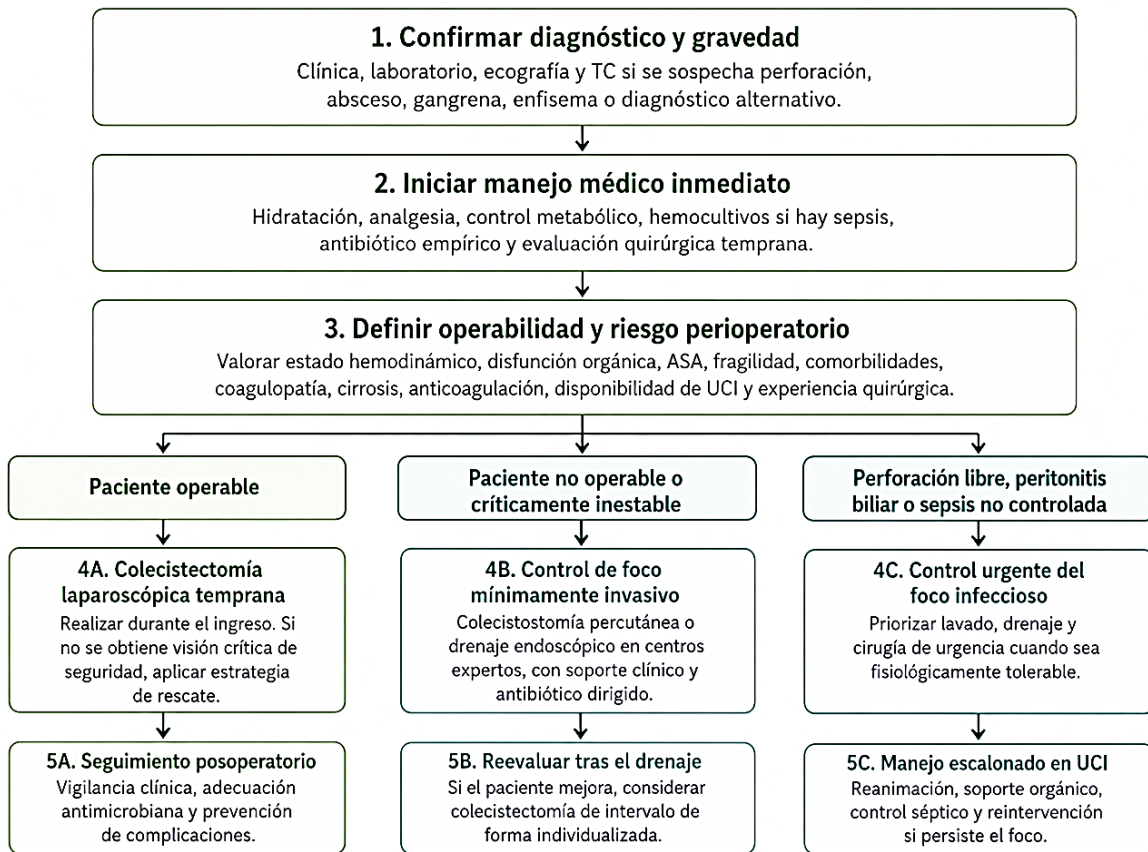 1. Confirmar diagnóstico y gravedad
Clínica, laboratorio, ecografía y TC si se sospecha perforación,
absceso, gangrena, enfisema o diagnóstico alternativo.
2. Iniciar manejo médico inmediato
Hidratación, analgesia, control metabólico, hemocultivos si hay sepsis,
antibiótico empírico y evaluación quirúrgica temprana.
3. Definir operabilidad y riesgo perioperatorio
Valorar estado hemodinámico, disfunción orgánica, ASA, fragilidad, comorbilidades,
coagulopatía, cirrosis, anticoagulación, disponibilidad de UCI y experiencia quirúrgica.
Paciente operable
4A. Colecistectomía
laparoscópica temprana
Realizar durante el ingreso. Si
no se obtiene visión crítica de
seguridad, aplicar estrategia
de rescate.
5A. Seguimiento posoperatorio
Vigilancia clínica, adecuación
antimicrobiana y prevención
de complicaciones.
Paciente no operable o
críticamente inestable
4B. Control de foco
mínimamente invasivo
Colecistostomía percutánea o
drenaje endoscópico en centros
expertos, con soporte clínico y
antibiótico dirigido.
5B. Reevaluar tras el drenaje
Si el paciente mejora, considerar
colecistectomía de intervalo de
forma individualizada.
Perforación libre, peritonitis
biliar o sepsis no controlada
4C. Control urgente del
foco infeccioso
Priorizar lavado, drenaje y
cirugía de urgencia cuando sea
fisiológicamente tolerable.
5C. Manejo escalonado en UCI
Reanimación, soporte orgánico,
control séptico y reintervención
si persiste el foco.